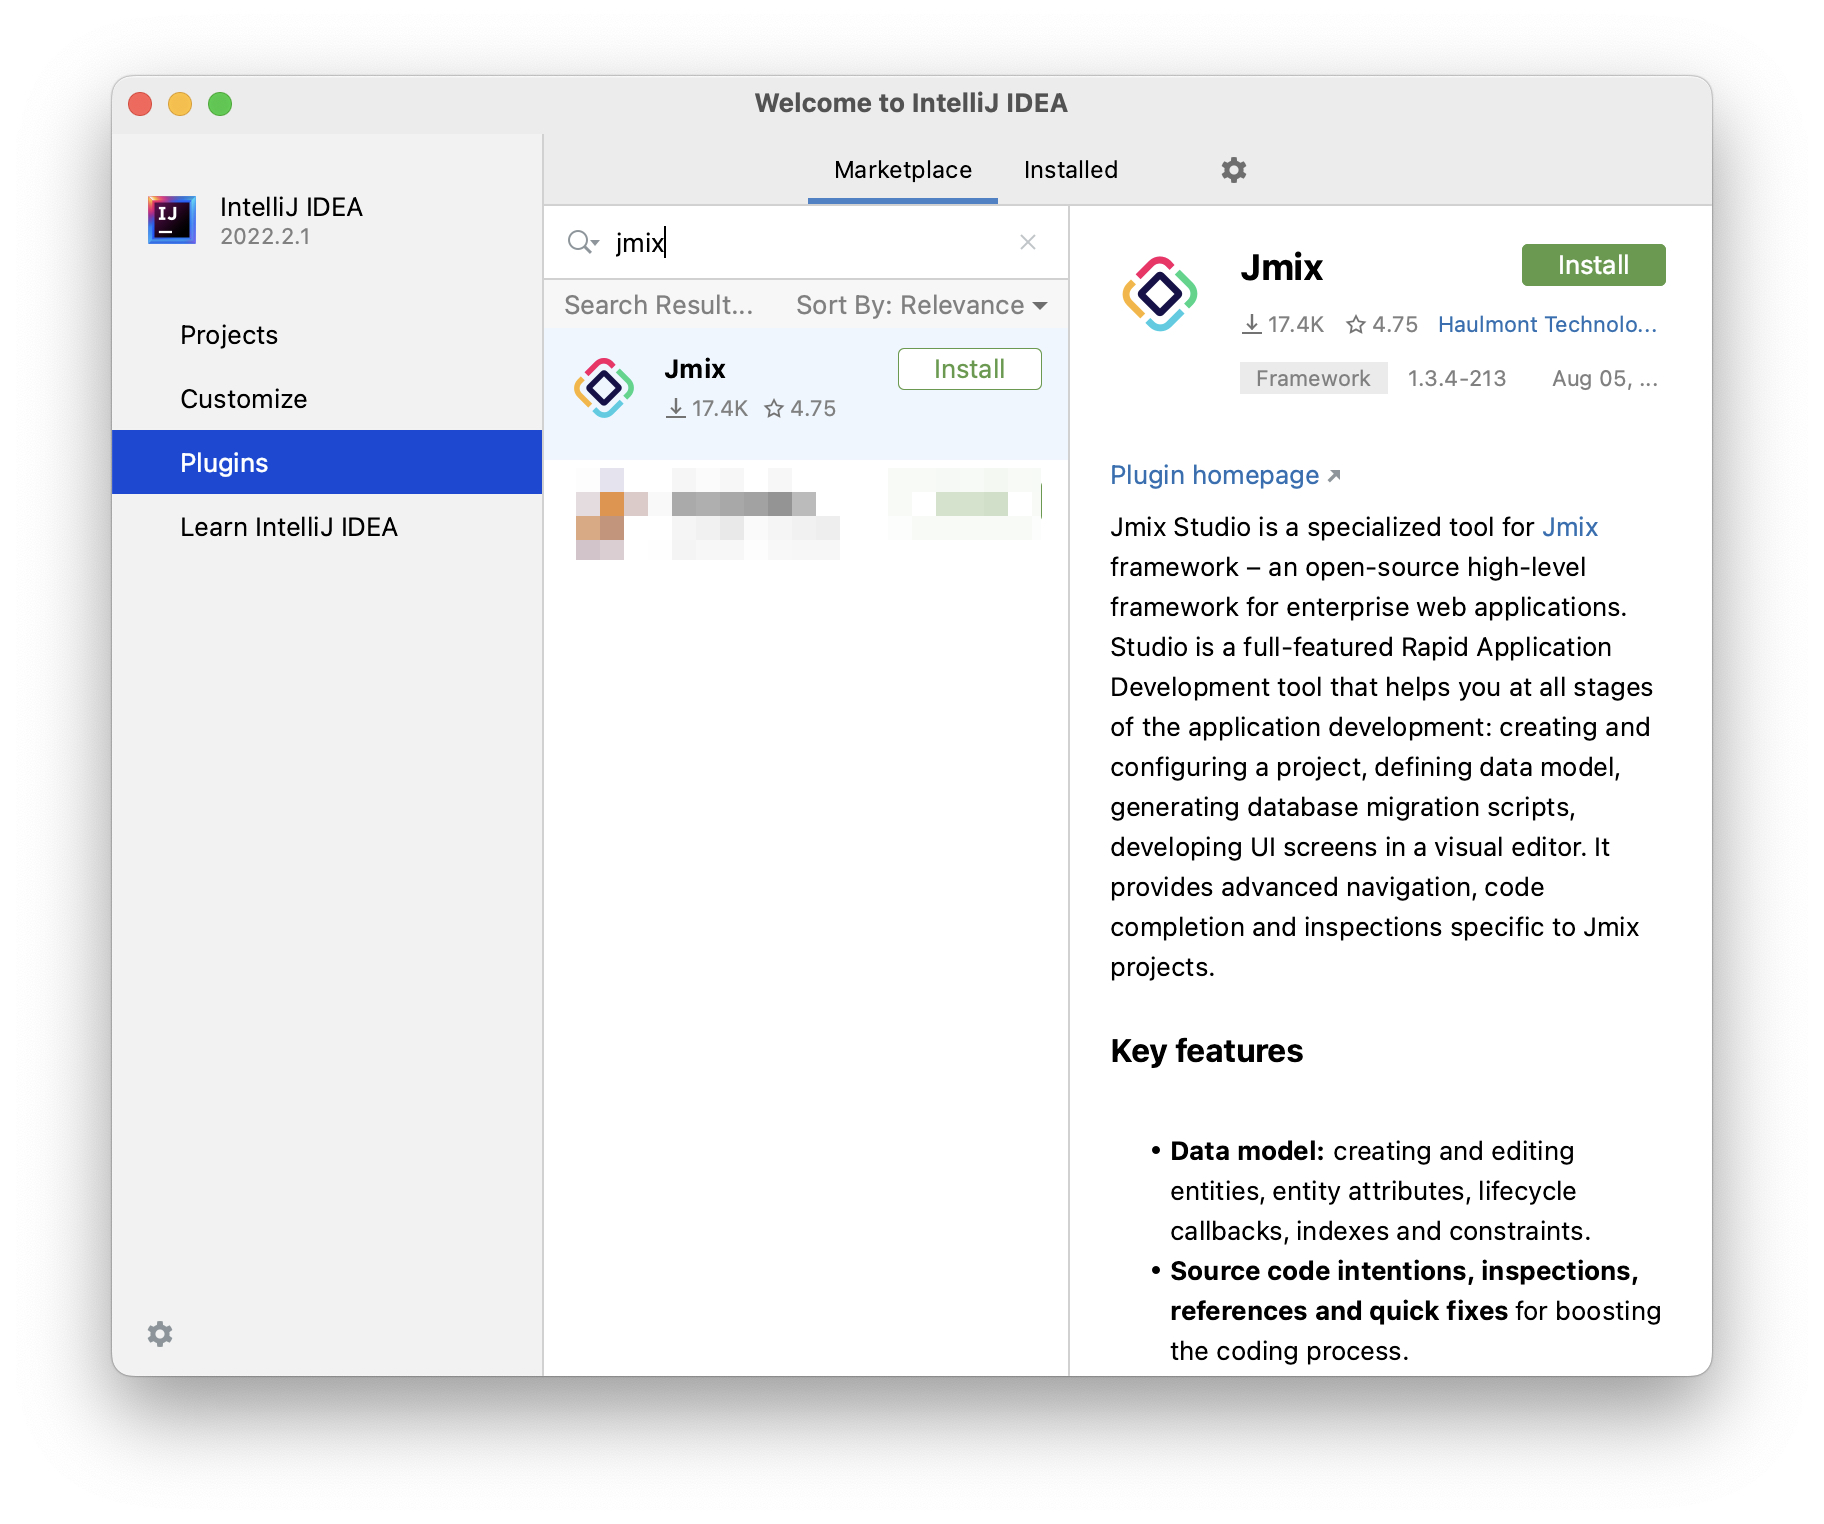 Welcome to IntelliJ IDEA
Marketplace
Installed
IJ
IntelliJ IDEA
2022.2.1
Projects
Customize
Plugins
Learn IntelliJ IDEA
jmix
Search Result...
Sort By: Relevance
Jmix
Install
17.4K
4.75
Jmix
Install
17.4K
4.75
Haulmont Technolo...
Framework
1.3.4-213
Aug 05, ...
Plugin homepage
Jmix Studio is a specialized tool for Jmix
framework – an open-source high-level
framework for enterprise web applications.
Studio is a full-featured Rapid Application
Development tool that helps you at all stages
of the application development: creating and
configuring a project, defining data model,
generating database migration scripts,
developing UI screens in a visual editor. It
provides advanced navigation, code
completion and inspections specific to Jmix
projects.
Key features
• Data model: creating and editing
entities, entity attributes, lifecycle
callbacks, indexes and constraints.
• Source code intentions, inspections,
references and quick fixes for boosting
the coding process.